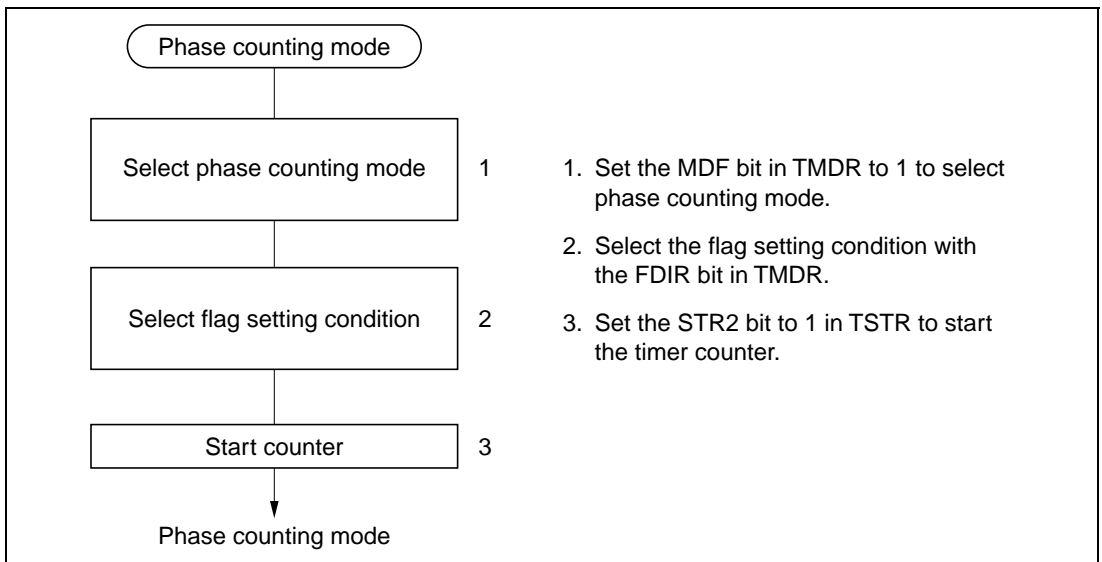 Phase counting mode
Select phase counting mode 1
Select flag setting condition 2
Start counter 3
Phase counting mode
1. Set the MDF bit in TMDR to 1 to select
phase counting mode.
2. Select the flag setting condition with
the FDIR bit in TMDR.
3. Set the STR2 bit to 1 in TSTR to start
the timer counter.